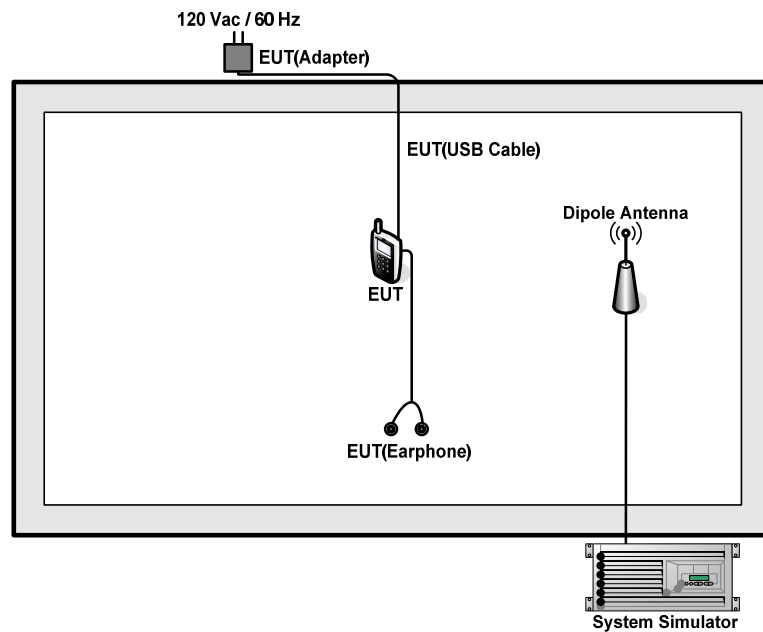 120 Vac / 60 Hz
EUT(Adapter)
EUT(USB Cable)
Dipole Antenna
EUT
EUT(Earphone)
System Simulator